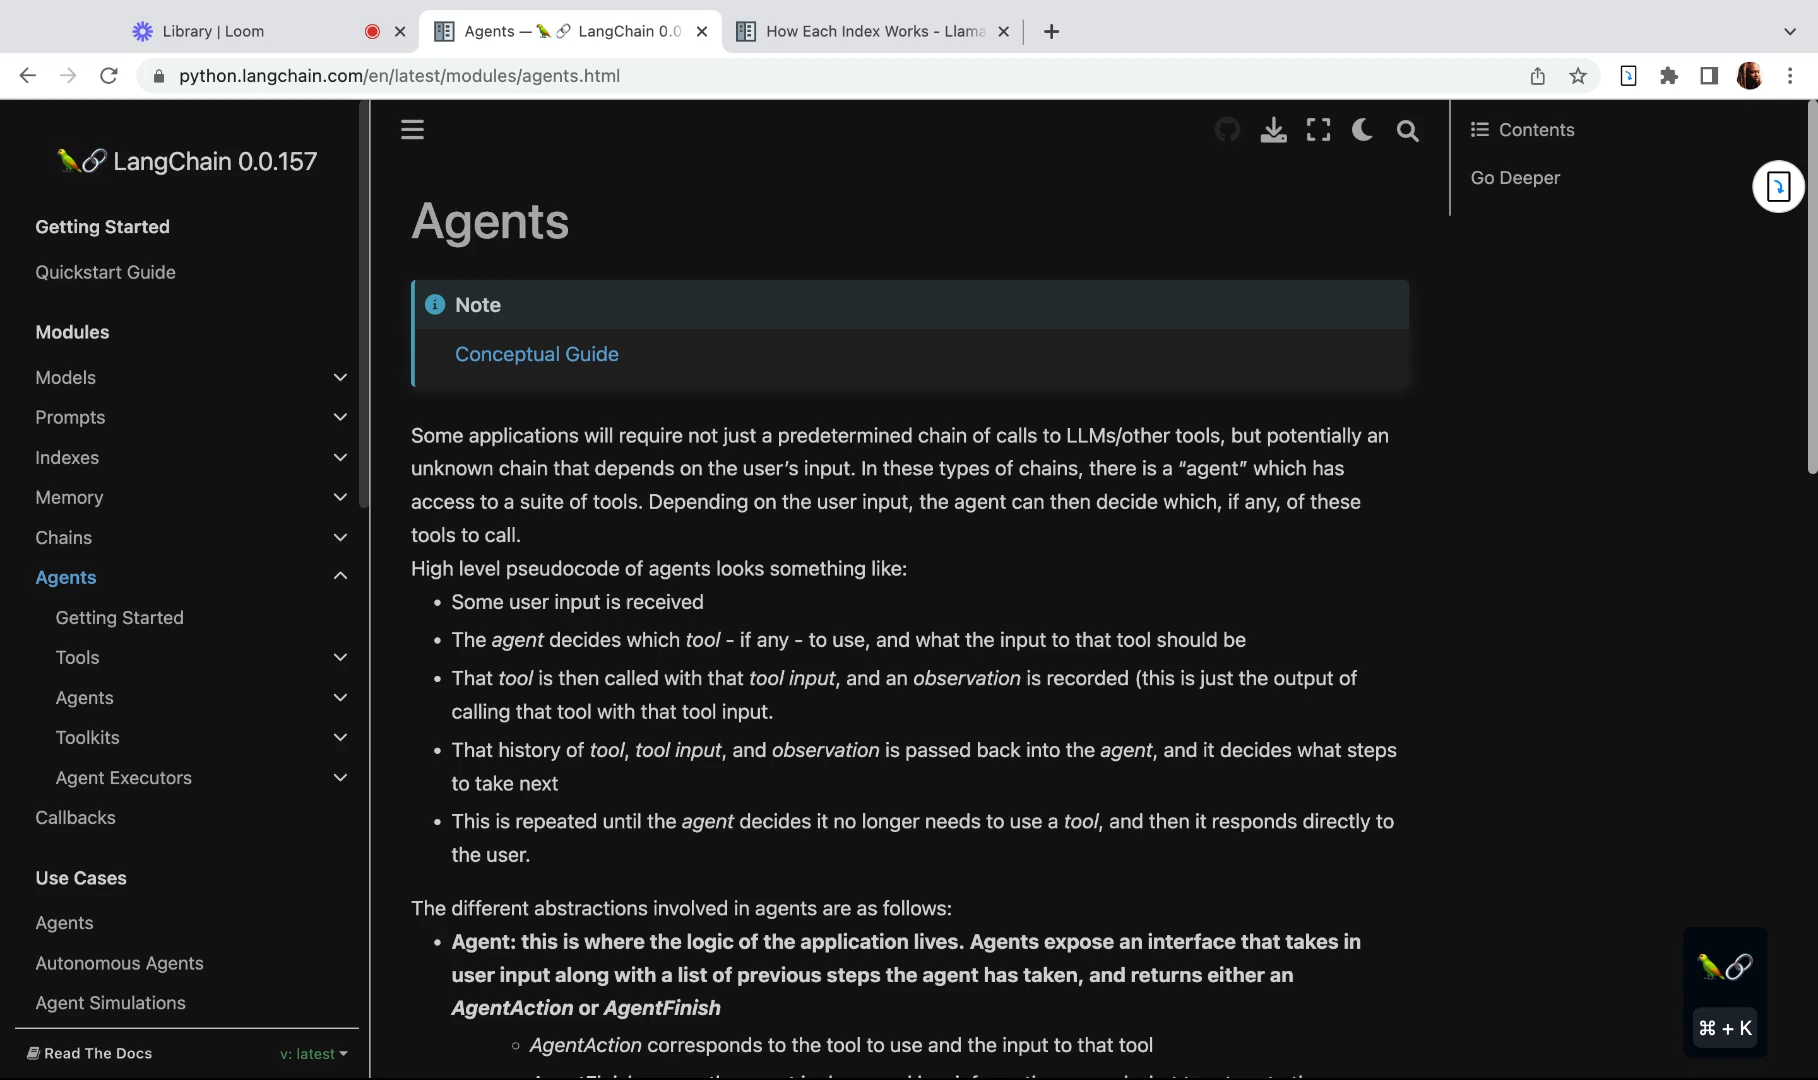 Library | Loom
Agents — LangChain 0.0
How Each Index Works - Llama
python.langchain.com/en/latest/modules/agents.html
LangChain 0.0.157
Getting Started
Quickstart Guide
Modules
Models
Prompts
Indexes
Memory
Chains
Agents
Getting Started
Tools
Agents
Toolkits
Agent Executors
Callbacks
Use Cases
Agents
Autonomous Agents
Agent Simulations
Read The Docs
v: latest
Agents
Note
Conceptual Guide
Some applications will require not just a predetermined chain of calls to LLMs/other tools, but potentially an
unknown chain that depends on the user’s input. In these types of chains, there is a “agent” which has
access to a suite of tools. Depending on the user input, the agent can then decide which, if any, of these
tools to call.
High level pseudocode of agents looks something like:
• Some user input is received
• The agent decides which tool - if any - to use, and what the input to that tool should be
• That tool is then called with that tool input, and an observation is recorded (this is just the output of
calling that tool with that tool input.
• That history of tool, tool input, and observation is passed back into the agent, and it decides what steps
to take next
• This is repeated until the agent decides it no longer needs to use a tool, and then it responds directly to
the user.
The different abstractions involved in agents are as follows:
• Agent: this is where the logic of the application lives. Agents expose an interface that takes in
user input along with a list of previous steps the agent has taken, and returns either an
AgentAction or AgentFinish
◦ AgentAction corresponds to the tool to use and the input to that tool
Contents
Go Deeper
⌘ + K